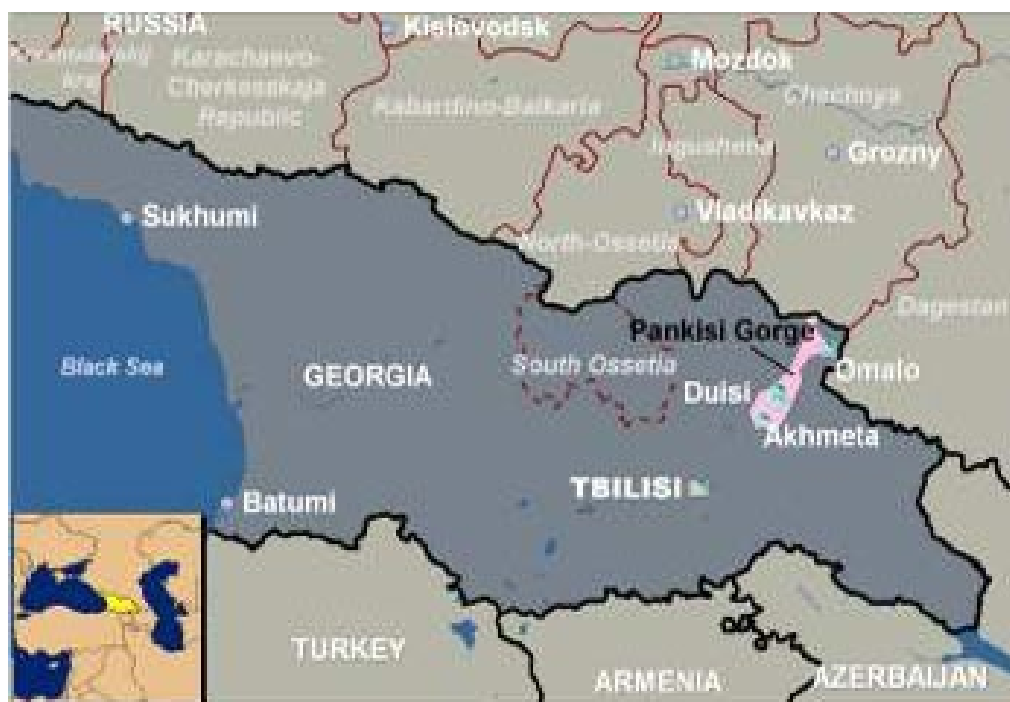 RUSSIA
Kislovodsk
Karachaevo-
Cherkesskaja
Republic
Kabardino-Balkaria
Mozdok
Chechnya
Ingushetia
Grozny
Sukhumi
Vladikavkaz
North-Ossetia
Dagestan
Pankisi Gorge
Black Sea
GEORGIA
South Ossetia
Omalo
Duisi
Akhmeta
TBILISI
Batumi
TURKEY
ARMENIA
AZERBAIJAN